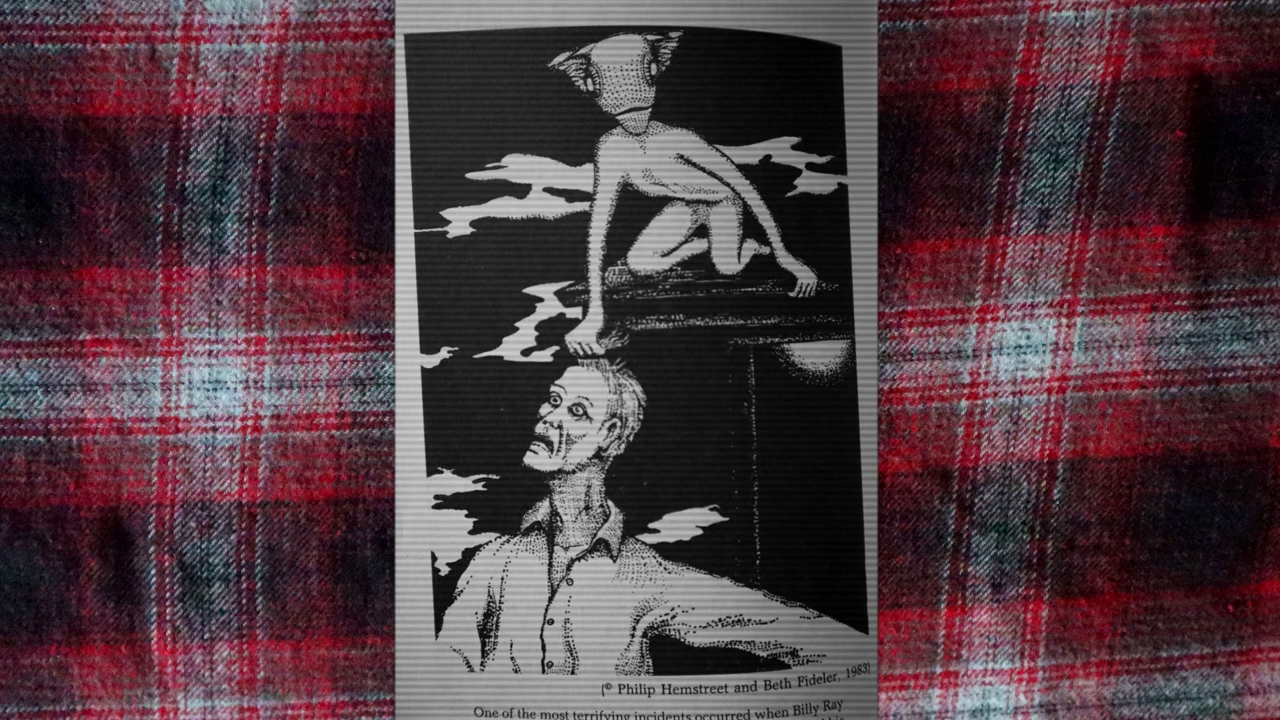 (© Philip Hemstreet and Beth Fideler, 1983)
One of the most terrifying incidents occurred when Billy Ray